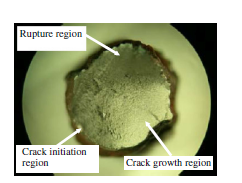 Rupture region
Crack initiation
region
Crack growth region